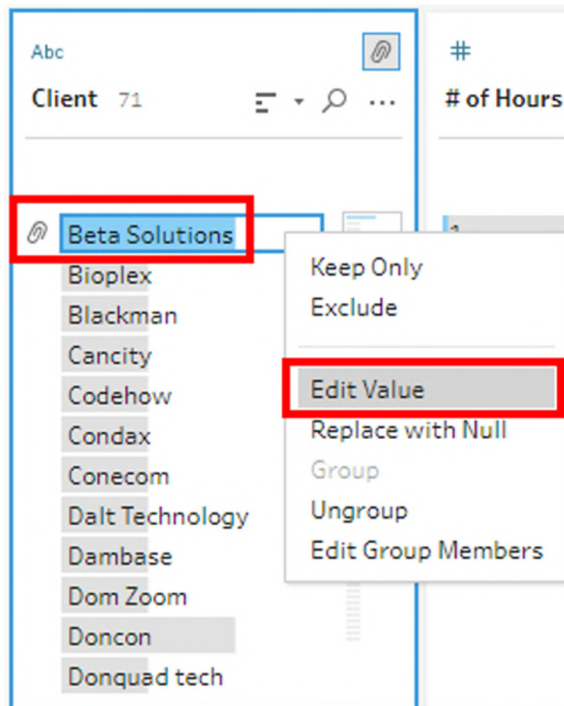 Abc
Client 71
Beta Solutions
Bioplex
Blackman
Cancity
Codehow
Condax
Conecom
Dalt Technology
Dambase
Dom Zoom
Doncon
Donquad tech
#
# of Hours
Keep Only
Exclude
Edit Value
Replace with Null
Group
Ungroup
Edit Group Members